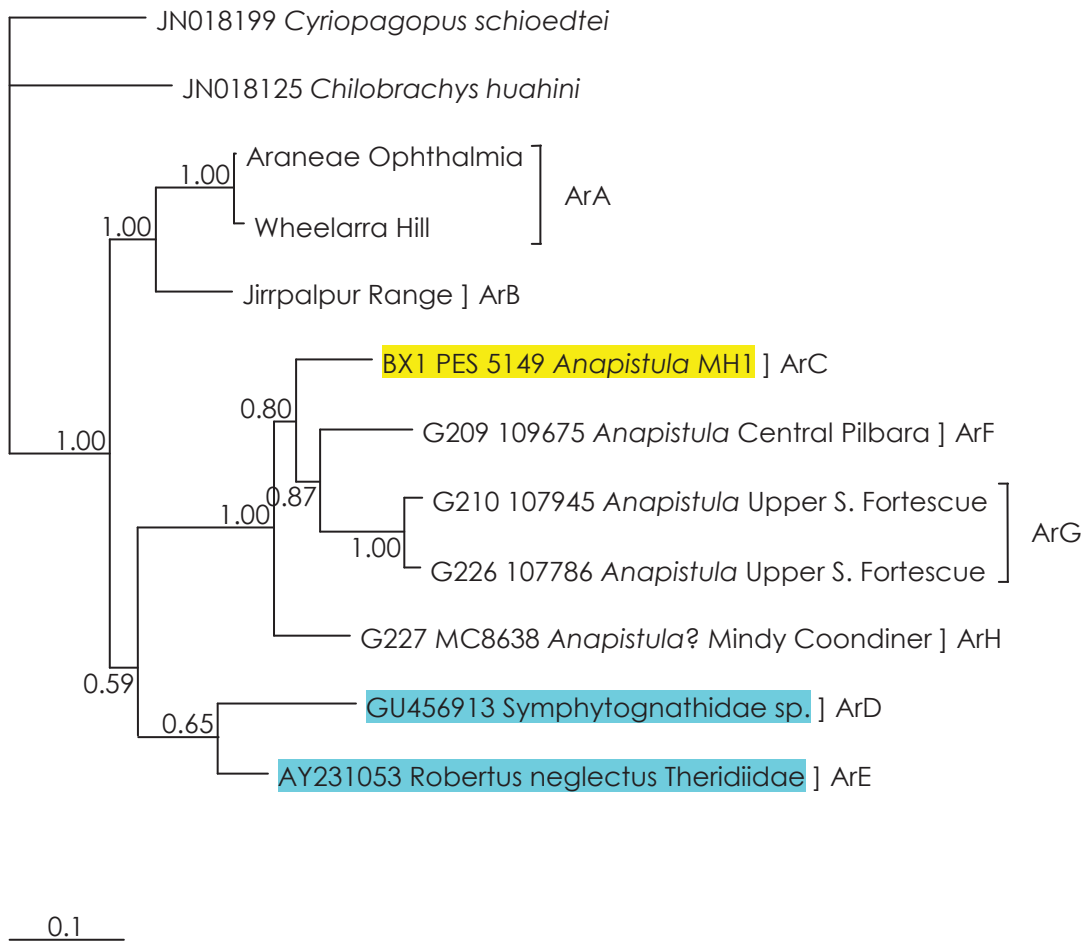 JN018199 Cyriopagopus schioedtei
JN018125 Chilobrachys huahini
Araneae Ophthalmia
1.00
ArA
1.00
Wheelarra Hill
Jirrpalpur Range ] ArB
BX1 PES 5149 Anapistula MH1 ] ArC
0.80
G209 109675 Anapistula Central Pilbara ] ArF
1.00
0.87
G210 107945 Anapistula Upper S. Fortescue
1.00
ArG
1.00
G226 107786 Anapistula Upper S. Fortescue
G227 MC8638 Anapistula? Mindy Coondiner ] ArH
0.59
GU456913 Symphytognathidae sp. ] ArD
0.65
AY231053 Robertus neglectus Theridiidae ] ArE
0.1